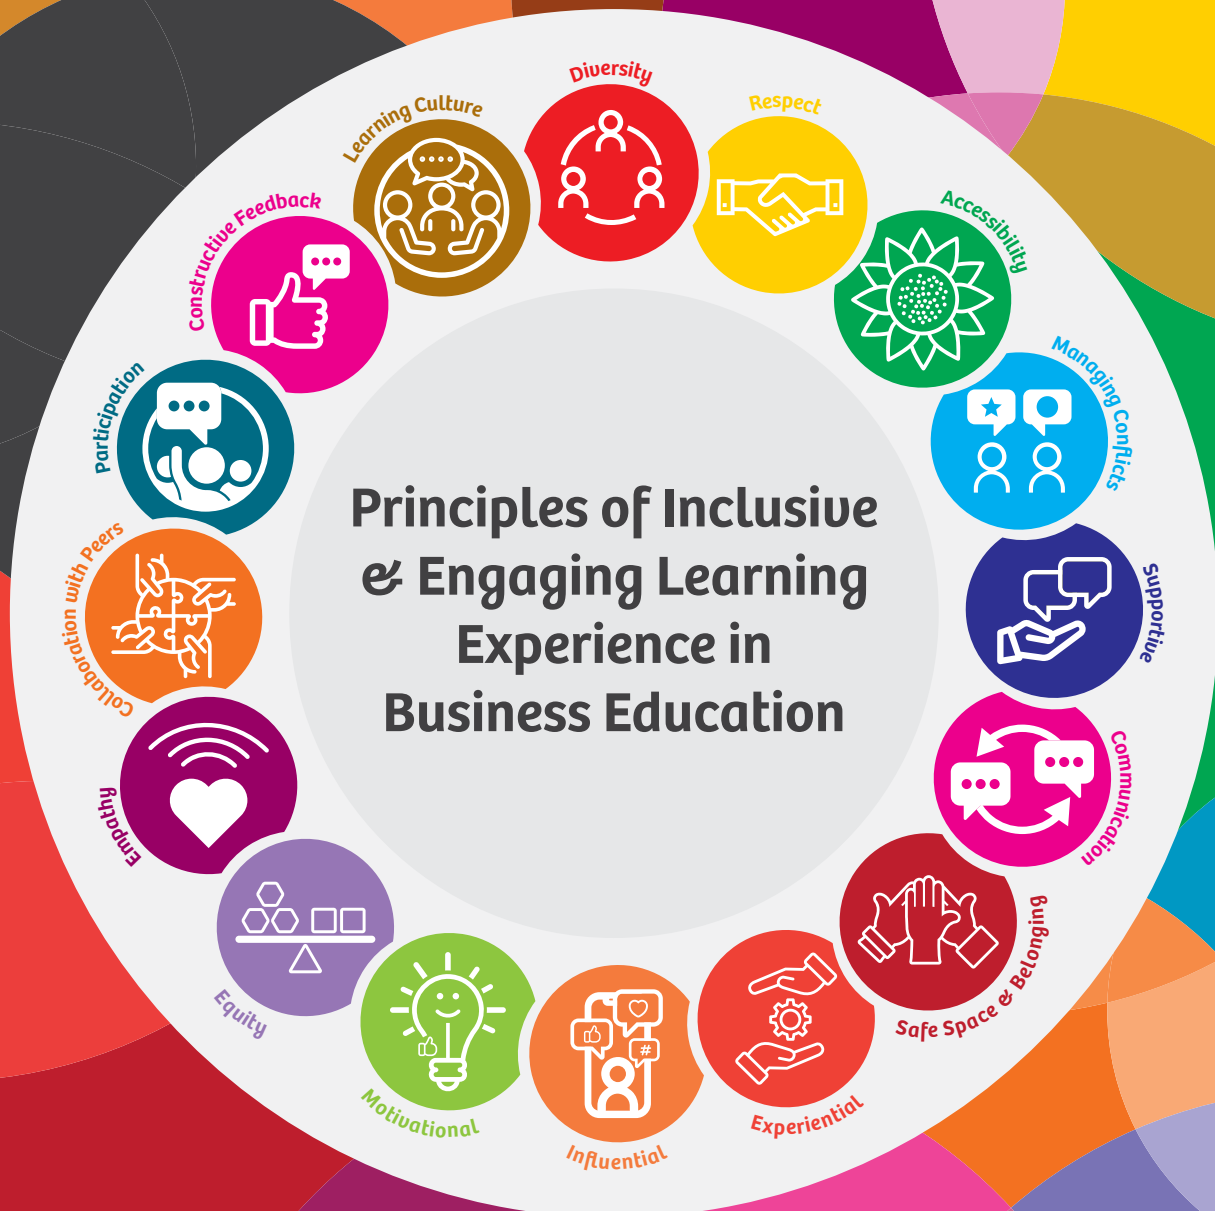 Principles of Inclusive
& Engaging Learning
Experience in
Business Education
Diversity
Respect
Accessibility
Managing Conflicts
Supportive
Communication
Safe Space & Belonging
Experiential
Influential
Motivational
Equity
Empathy
Collaboration with Peers
Participation
Constructive Feedback
Learning Culture
#